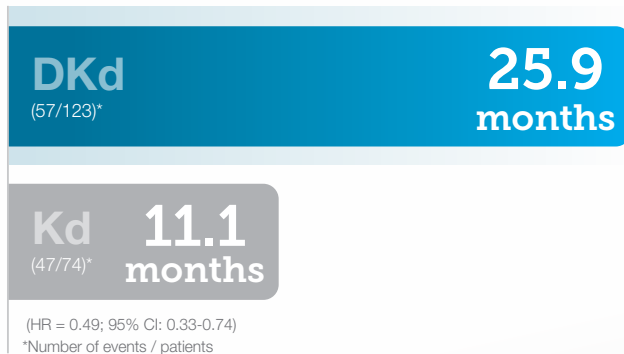 DKd
(57/123)*
25.9
months
Kd
(47/74)*
11.1
months
(HR = 0.49; 95% CI: 0.33-0.74)
*Number of events / patients